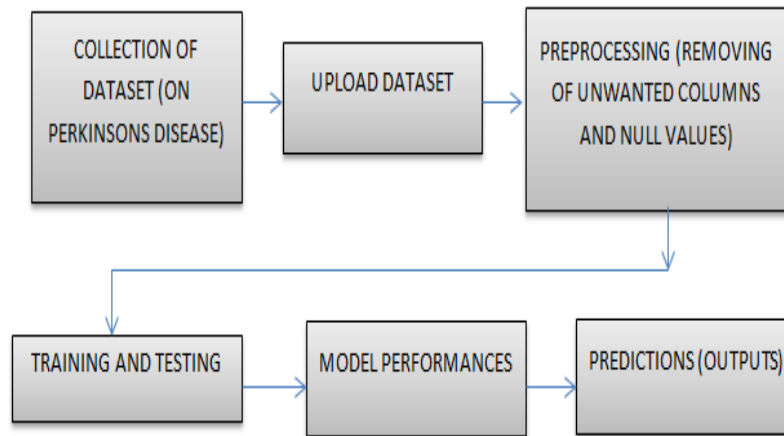 COLLECTION OF
DATASET (ON
PERKINSONS DISEASE)
UPLOAD DATASET
PREPROCESSING (REMOVING
OF UNWANTED COLUMNS
AND NULL VALUES)
TRAINING AND TESTING
MODEL PERFORMANCES
PREDICTIONS (OUTPUTS)